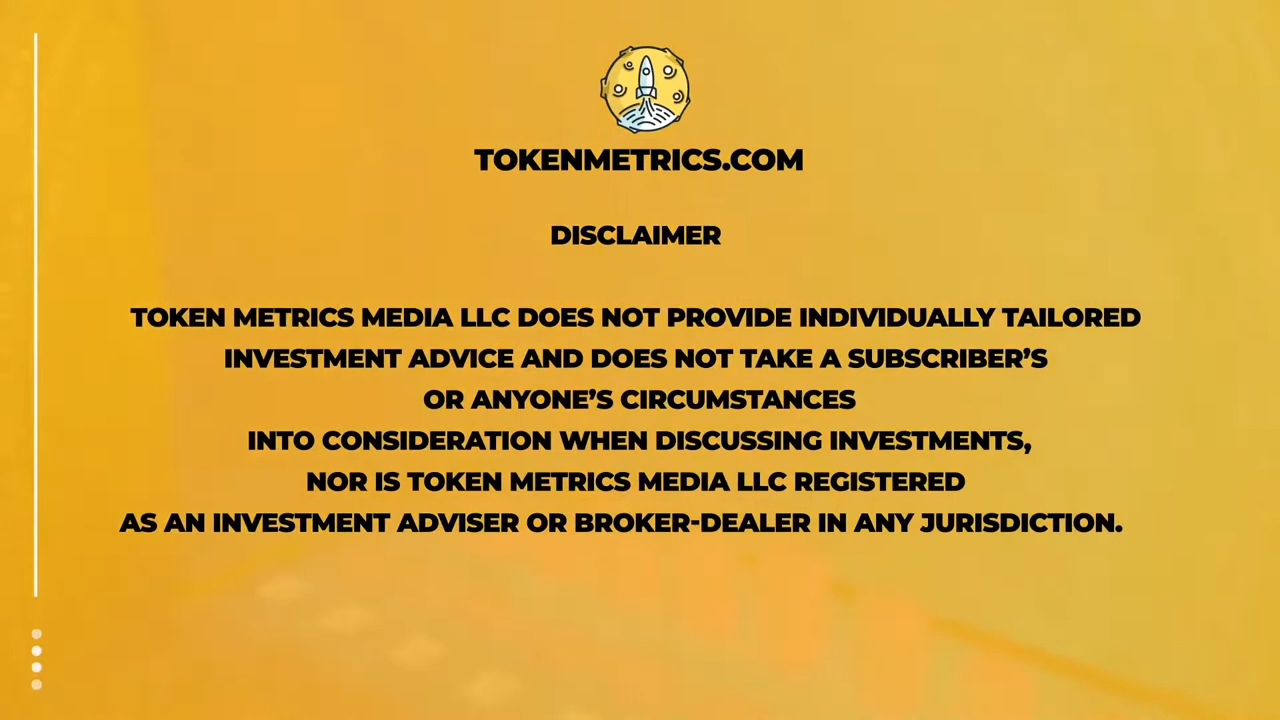 TOKENMETRICS.COM
DISCLAIMER
TOKEN METRICS MEDIA LLC DOES NOT PROVIDE INDIVIDUALLY TAILORED
INVESTMENT ADVICE AND DOES NOT TAKE A SUBSCRIBER’S
OR ANYONE’S CIRCUMSTANCES
INTO CONSIDERATION WHEN DISCUSSING INVESTMENTS,
NOR IS TOKEN METRICS MEDIA LLC REGISTERED
AS AN INVESTMENT ADVISER OR BROKER-DEALER IN ANY JURISDICTION.